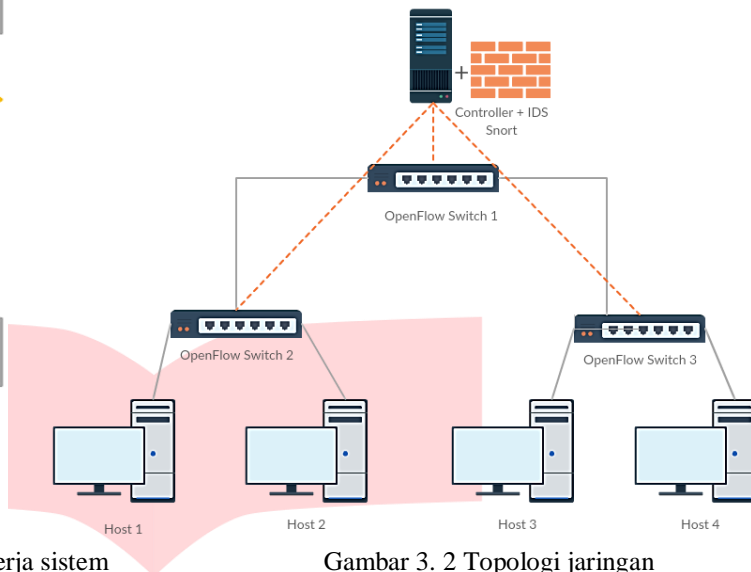 +
Controller + IDS
Snort
OpenFlow Switch 1
OpenFlow Switch 2
OpenFlow Switch 3
Host 1
Host 2
Host 3
Host 4
sistem
Gambar 3. 2 Topologi jaringan